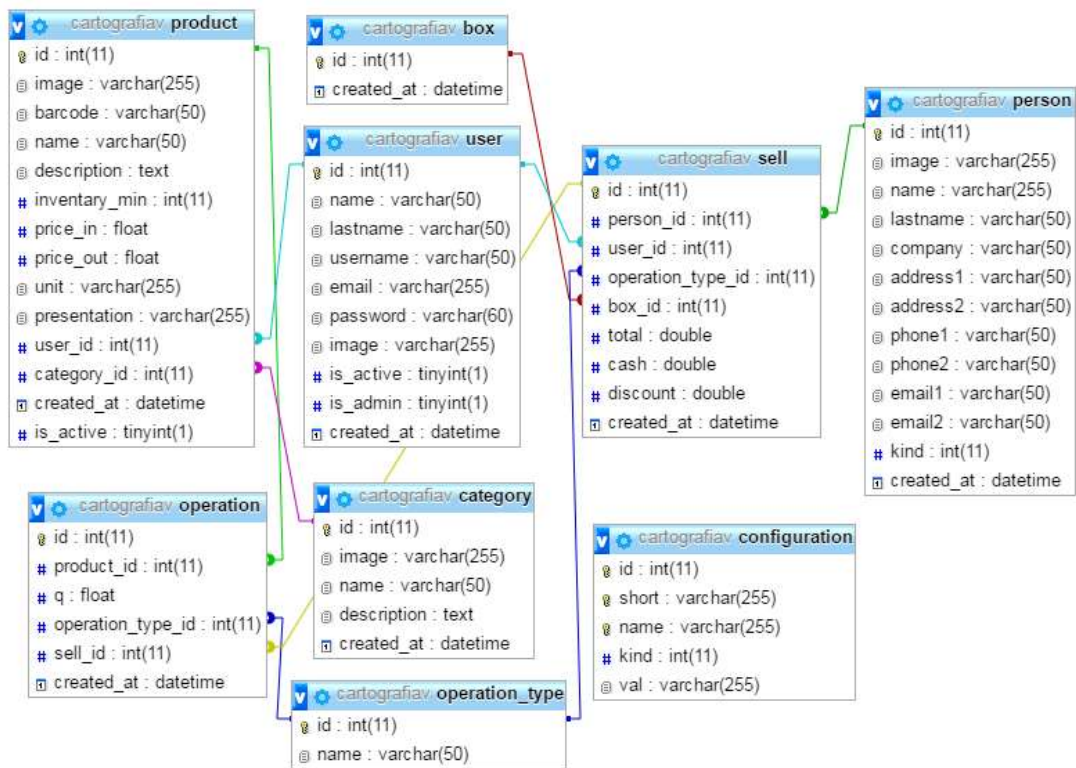 cartografiav product
id : int(11)
image : varchar(255)
barcode : varchar(50)
name : varchar(50)
description : text
inventary_min : int(11)
price_in : float
price_out : float
unit : varchar(255)
presentation : varchar(255)
user_id : int(11)
category_id : int(11)
created_at : datetime
is_active : tinyint(1)
cartografiav box
id : int(11)
created_at : datetime
cartografiav user
id : int(11)
name : varchar(50)
lastname : varchar(50)
username : varchar(50)
email : varchar(255)
password : varchar(60)
image : varchar(255)
is_active : tinyint(1)
is_admin : tinyint(1)
created_at : datetime
cartografiav sell
id : int(11)
person_id : int(11)
user_id : int(11)
operation_type_id : int(11)
box_id : int(11)
total : double
cash : double
discount : double
created_at : datetime
cartografiav person
id : int(11)
image : varchar(255)
name : varchar(255)
lastname : varchar(50)
company : varchar(50)
address1 : varchar(50)
address2 : varchar(50)
phone1 : varchar(50)
phone2 : varchar(50)
email1 : varchar(50)
email2 : varchar(50)
kind : int(11)
created_at : datetime
cartografiav operation
id : int(11)
product_id : int(11)
q : float
operation_type_id : int(11)
sell_id : int(11)
created_at : datetime
cartografiav category
id : int(11)
image : varchar(255)
name : varchar(50)
description : text
created_at : datetime
cartografiav configuration
id : int(11)
short : varchar(255)
name : varchar(255)
kind : int(11)
val : varchar(255)
cartografiav operation_type
id : int(11)
name : varchar(50)